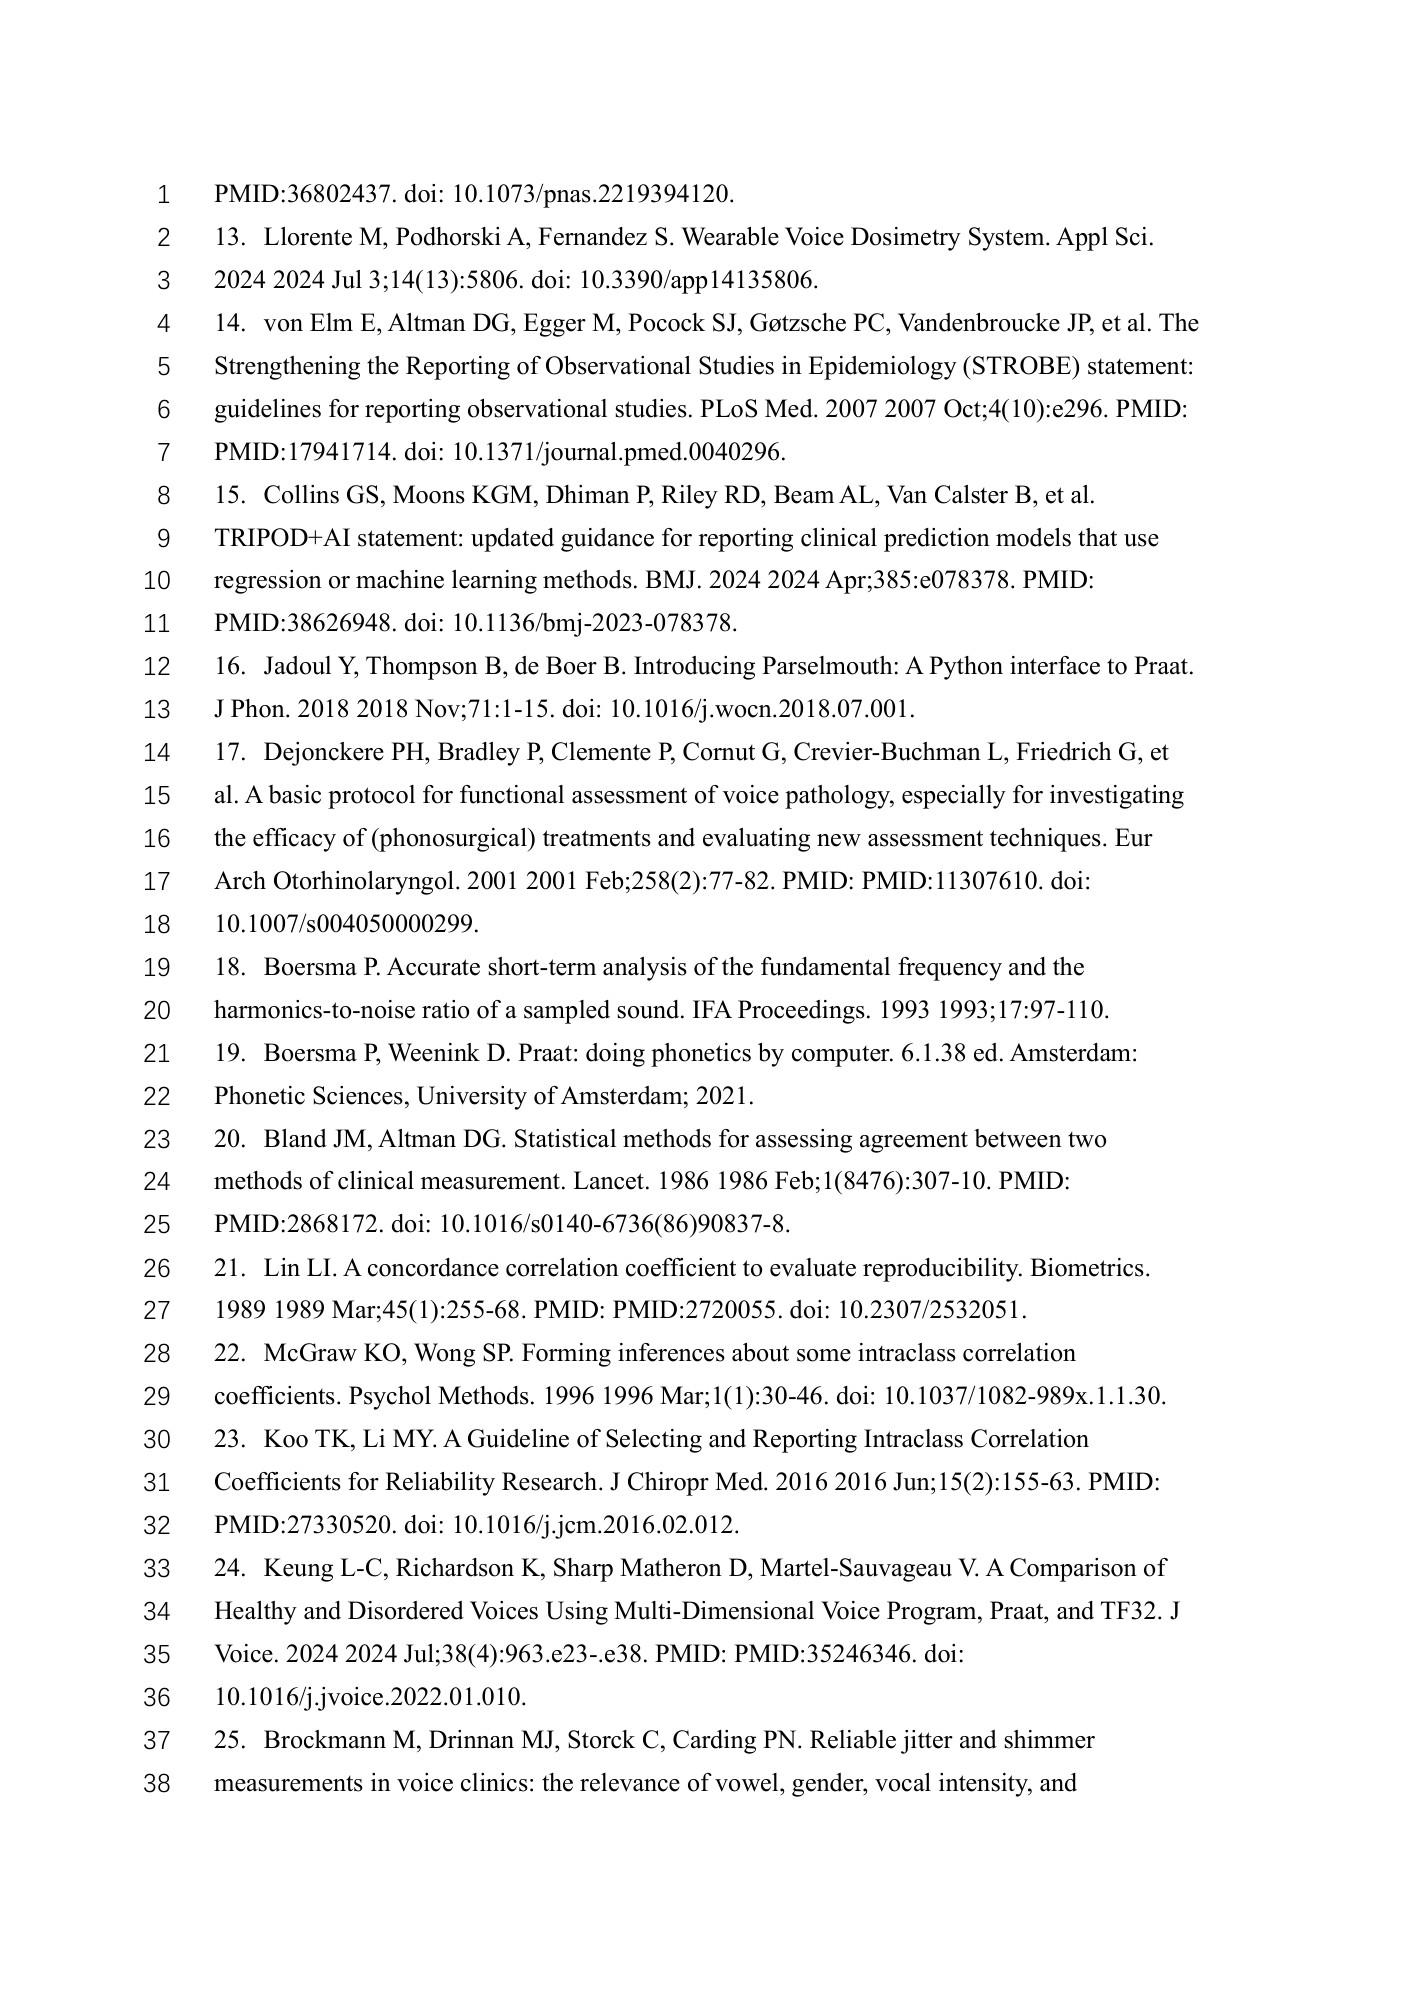 1 PMID:36802437. doi: 10.1073/pnas.2219394120.
2 13. Llorente M, Podhorski A, Fernandez S. Wearable Voice Dosimetry System. Appl Sci.
3 2024 2024 Jul 3;14(13):5806. doi: 10.3390/app14135806.
4 14. von Elm E, Altman DG, Egger M, Pocock SJ, Gøtzsche PC, Vandenbroucke JP, et al. The
5 Strengthening the Reporting of Observational Studies in Epidemiology (STROBE) statement:
6 guidelines for reporting observational studies. PLoS Med. 2007 2007 Oct;4(10):e296. PMID:
7 PMID:17941714. doi: 10.1371/journal.pmed.0040296.
8 15. Collins GS, Moons KGM, Dhiman P, Riley RD, Beam AL, Van Calster B, et al.
9 TRIPOD+AI statement: updated guidance for reporting clinical prediction models that use
10 regression or machine learning methods. BMJ. 2024 2024 Apr;385:e078378. PMID:
11 PMID:38626948. doi: 10.1136/bmj-2023-078378.
12 16. Jadoul Y, Thompson B, de Boer B. Introducing Parselmouth: A Python interface to Praat.
13 J Phon. 2018 2018 Nov;71:1-15. doi: 10.1016/j.wocn.2018.07.001.
14 17. Dejonckere PH, Bradley P, Clemente P, Cornut G, Crevier-Buchman L, Friedrich G, et
15 al. A basic protocol for functional assessment of voice pathology, especially for investigating
16 the efficacy of (phonosurgical) treatments and evaluating new assessment techniques. Eur
17 Arch Otorhinolaryngol. 2001 2001 Feb;258(2):77-82. PMID: PMID:11307610. doi:
18 10.1007/s004050000299.
19 18. Boersma P. Accurate short-term analysis of the fundamental frequency and the
20 harmonics-to-noise ratio of a sampled sound. IFA Proceedings. 1993 1993;17:97-110.
21 19. Boersma P, Weenink D. Praat: doing phonetics by computer. 6.1.38 ed. Amsterdam:
22 Phonetic Sciences, University of Amsterdam; 2021.
23 20. Bland JM, Altman DG. Statistical methods for assessing agreement between two
24 methods of clinical measurement. Lancet. 1986 1986 Feb;1(8476):307-10. PMID:
25 PMID:2868172. doi: 10.1016/s0140-6736(86)90837-8.
26 21. Lin LI. A concordance correlation coefficient to evaluate reproducibility. Biometrics.
27 1989 1989 Mar;45(1):255-68. PMID: PMID:2720055. doi: 10.2307/2532051.
28 22. McGraw KO, Wong SP. Forming inferences about some intraclass correlation
29 coefficients. Psychol Methods. 1996 1996 Mar;1(1):30-46. doi: 10.1037/1082-989x.1.1.30.
30 23. Koo TK, Li MY. A Guideline of Selecting and Reporting Intraclass Correlation
31 Coefficients for Reliability Research. J Chiropr Med. 2016 2016 Jun;15(2):155-63. PMID:
32 PMID:27330520. doi: 10.1016/j.jcm.2016.02.012.
33 24. Keung L-C, Richardson K, Sharp Matheron D, Martel-Sauvageau V. A Comparison of
34 Healthy and Disordered Voices Using Multi-Dimensional Voice Program, Praat, and TF32. J
35 Voice. 2024 2024 Jul;38(4):963.e23-.e38. PMID: PMID:35246346. doi:
36 10.1016/j.jvoice.2022.01.010.
37 25. Brockmann M, Drinnan MJ, Storck C, Carding PN. Reliable jitter and shimmer
38 measurements in voice clinics: the relevance of vowel, gender, vocal intensity, and